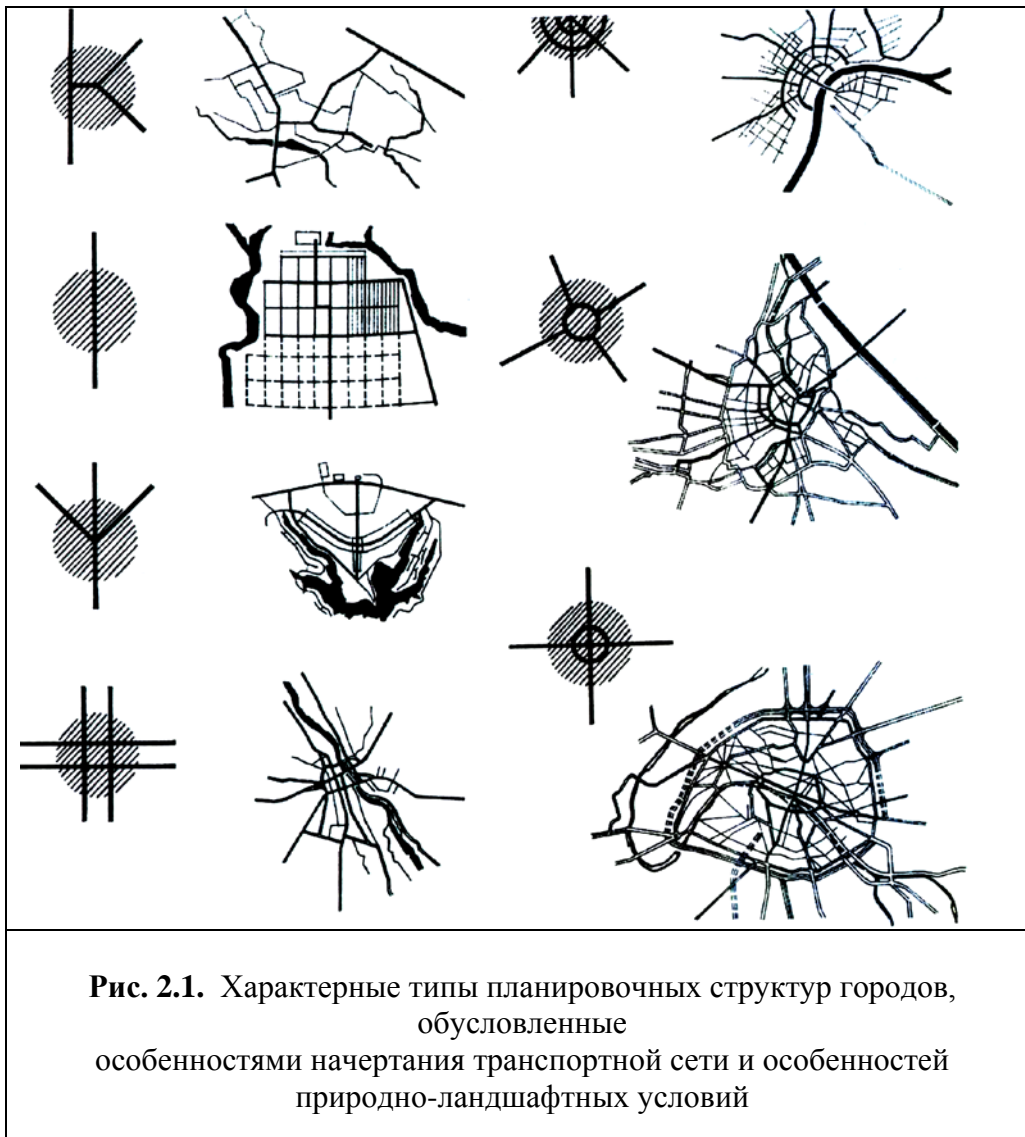 Рис. 2.1. Характерные типы планировочных структур городов,
обусловленные
особенностями начертания транспортной сети и особенностей
природно-ландшафтных условий